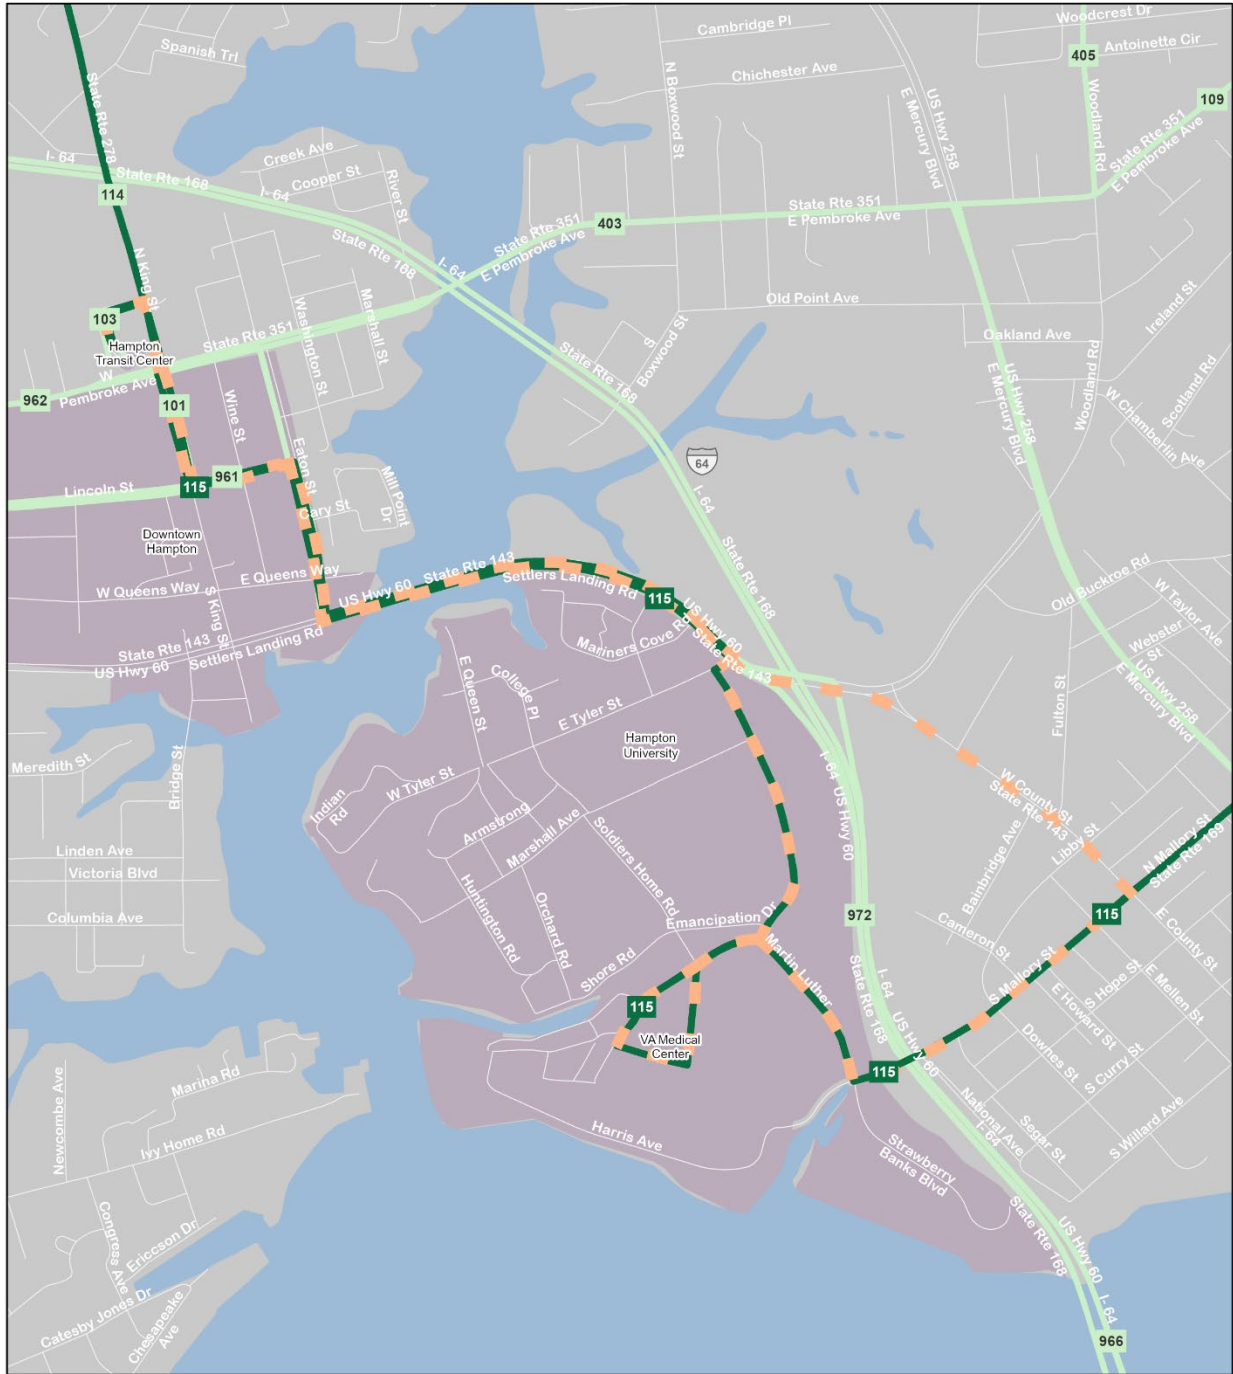 Woodcrest Dr
Cambridge Pl
Antoinette Cir
405
Spanish Trl
Chichester Ave
N Boxwood St
US Hwy 258
E Mercury Blvd
Woodland Rd
109
State Rte 351
E Pembroke Ave
State Rte 278
I- 64
State Rte 168
114
Creek Ave
Cooper St
River St
I- 64
State Rte 168
State Rte 351
E Pembroke Ave
403
State Rte 351
E Pembroke Ave
I- 64
N King St
103
Hampton
Transit Center
Washington St
Marshall St
State Rte 351
Old Point Ave
Ireland St
Oakland Ave
S
Boxwood St
State Rte 168
US Hwy 258
E Mercury Blvd
Woodland Rd
W Chamberlin Ave
Scotland Rd
W
Pembroke Ave
962
101
Wine St
Eaton St
Cary St
Mill Point
Dr
64
I- 64
State Rte 168
961
115
Lincoln St
Downtown
Hampton
W Queens Way
E Queens Way
S King St
US Hwy 60
State Rte 143
Settlers Landing Rd
115
US Hwy 60
State Rte 143
Mariners Cove Rd
State Rte 143
US Hwy 60
Settlers Landing Rd
Old Buckroe Rd
W Taylor Ave
Webster
St
US Hwy 258
E Mercury Blvd
Fulton St
E Queen St
College Pl
E Tyler St
Hampton
University
W Tyler St
Indian
Rd
Armstrong
Marshall Ave
Huntington Rd
Orchard Rd
Soldiers Home Rd
I- 64
US Hwy 60
W County St
State Rte 143
Libby St
Bainbridge Ave
N Mallory St
State Rte 169
Meredith St
Bridge St
Linden Ave
Victoria Blvd
Columbia Ave
Emancipation Dr
972
115
Cameron St
E County St
Shore Rd
Martin Luther
S Mallory St
S Hope St
E Mellen St
E Howard St
115
VA Medical
Center
I- 64
State Rte 168
US Hwy 60
115
Downes St
S Curry St
Marina Rd
Newcombe Ave
Ivy Home Rd
Harris Ave
National Ave
I- 64
Segar St
S Willard Ave
Strawberry
Banks Blvd
Congress Ave
Ericcson Dr
Catesby Jones Dr
Chesapeake
Ave
State Rte 168
US Hwy 60
I- 64
966